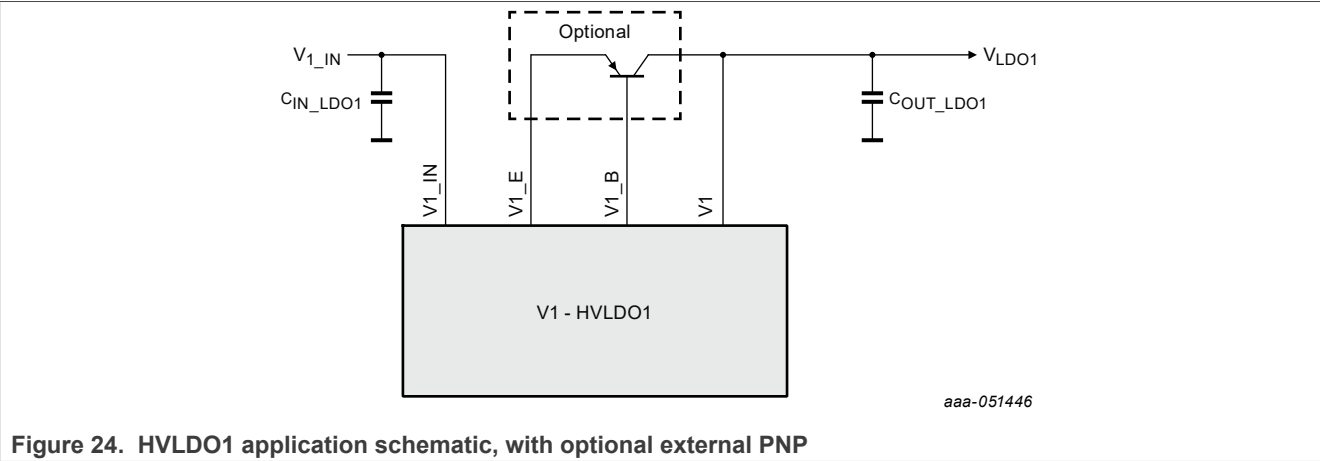 Optional
V1_IN
VLDO1
CIN_LDO1
COUT_LDO1
V1_IN
V1_E
V1_B
V1
V1 - HVLDO1
aaa-051446
Figure 24. HVLDO1 application schematic, with optional external PNP